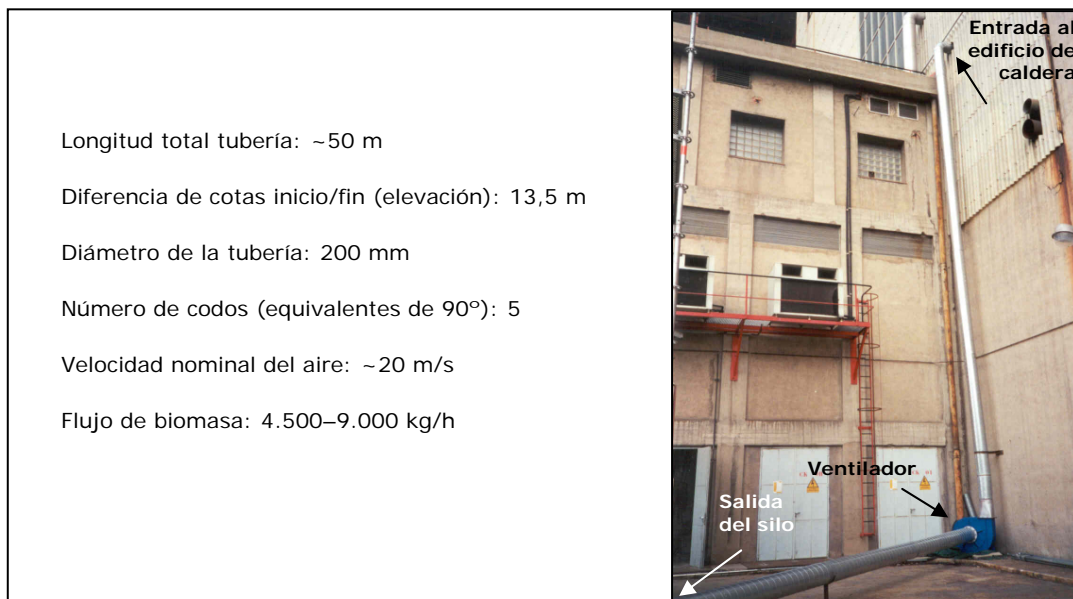 Longitud total tubería: ~50 m
Diferencia de cotas inicio/fin (elevación): 13,5 m
Diámetro de la tubería: 200 mm
Número de codos (equivalentes de 90º): 5
Velocidad nominal del aire: ~20 m/s
Flujo de biomasa: 4.500–9.000 kg/h
Entrada al
edificio de
caldera
Ventilador
Salida
del silo